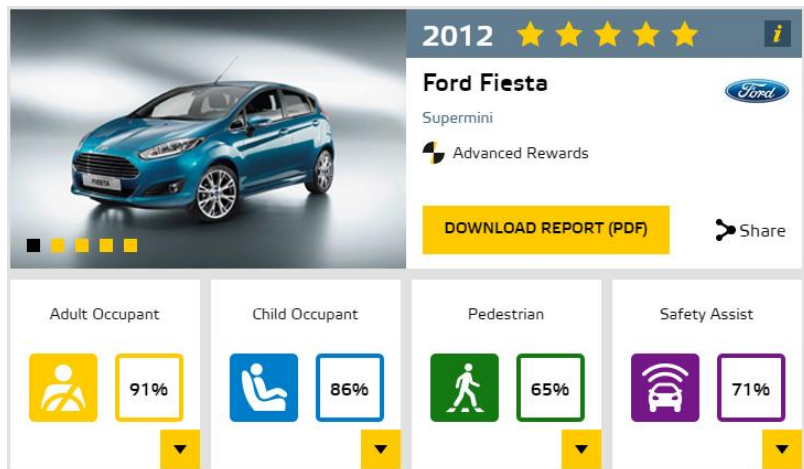 2012
i
Ford Fiesta
Ford
Supermini
Advanced Rewards
DOWNLOAD REPORT (PDF)
Share
FIESTA
Adult Occupant
Child Occupant
Pedestrian
Safety Assist
91%
86%
65%
71%